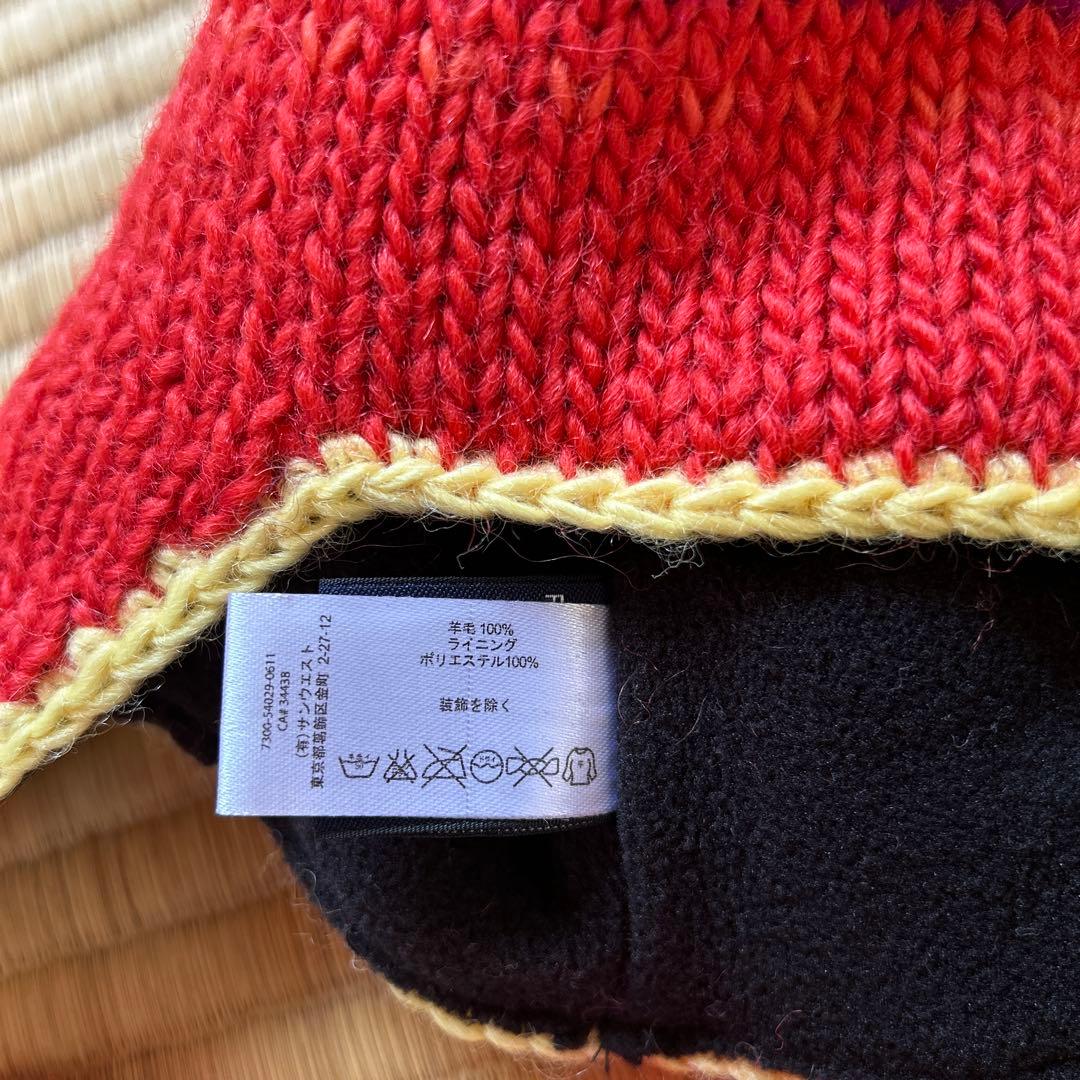 羊毛 100%
ライニング
ポリエステル100%
装飾を除く
7300-54029-0611
CA# 34438
(有) サンウエスト
東京都葛飾区金町 2-27-12